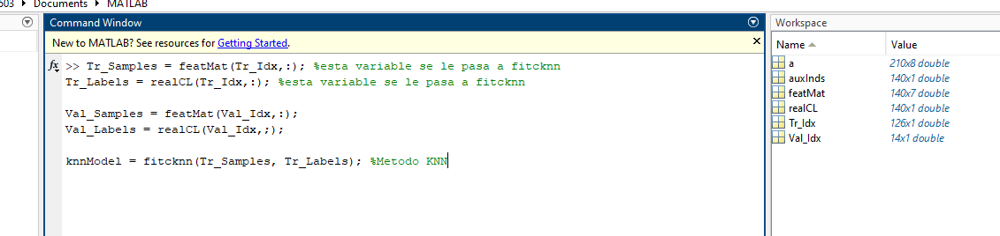 603 Documents MATLAB
Command Window
New to MATLAB? See resources for Getting Started.
fx >> Tr_Samples = featMat(Tr_Idx,:); %esta variable se le pasa a fitcknn
Tr_Labels = realCL(Tr_Idx,:); %esta variable se le pasa a fitcknn
Val_Samples = featMat(Val_Idx,:);
Val_Labels = realCL(Val_Idx,;);
knnModel = fitcknn(Tr_Samples, Tr_Labels); %Metodo KNN
Workspace
Name Value
a 210x8 double
auxInds 140x1 double
featMat 140x7 double
realCL 140x1 double
Tr_Idx 126x1 double
Val_Idx 14x1 double